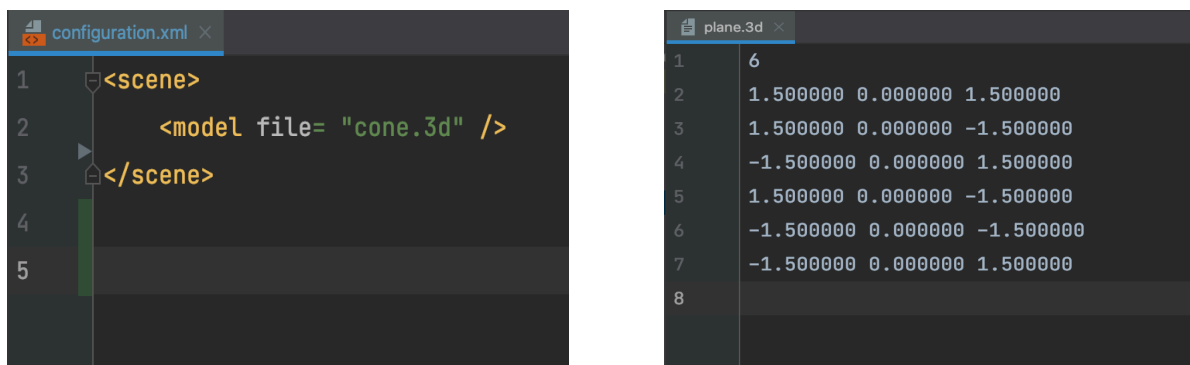 configuration.xml
1 <scene>
2 <model file= "cone.3d" />
3 </scene>
4
5
plane.3d
1 6
2 1.500000 0.000000 1.500000
3 1.500000 0.000000 -1.500000
4 -1.500000 0.000000 1.500000
5 1.500000 0.000000 -1.500000
6 -1.500000 0.000000 -1.500000
7 -1.500000 0.000000 1.500000
8